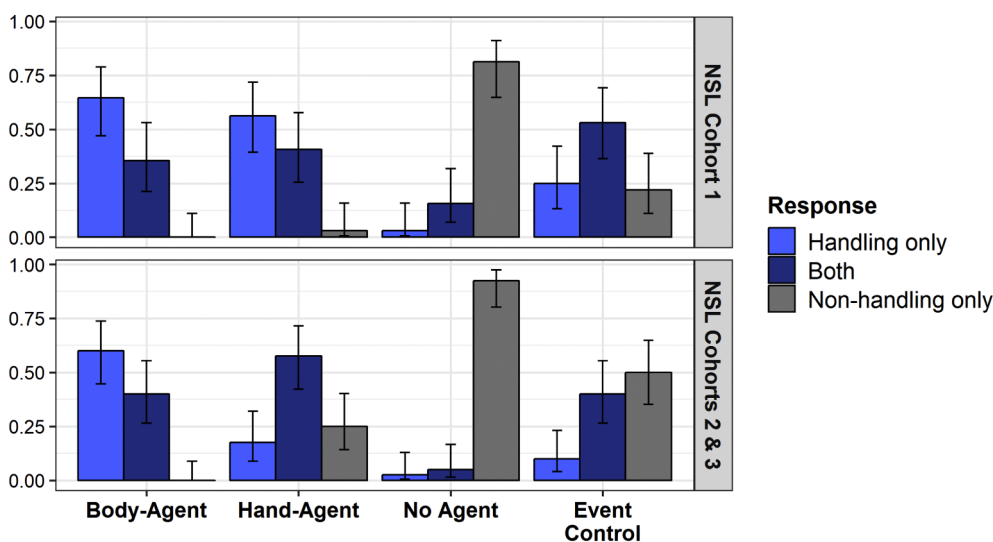 1.00
0.75
0.50
0.25
0.00
NSL Cohort 1
1.00
0.75
0.50
0.25
0.00
NSL Cohorts 2 & 3
Body-Agent
Hand-Agent
No Agent
Event
Control
Response
Handling only
Both
Non-handling only